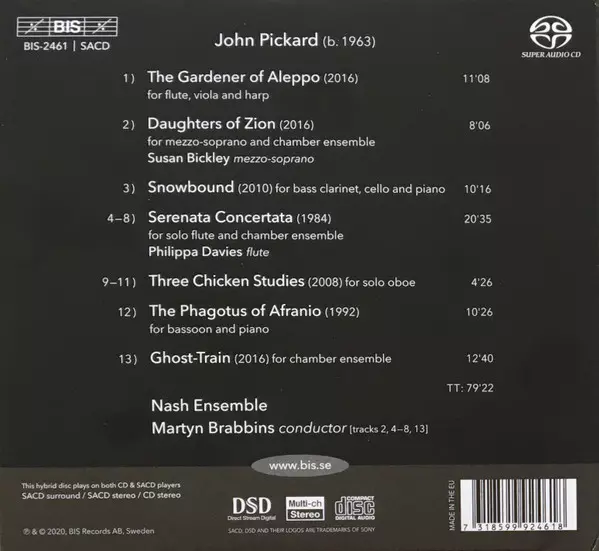 BIS
BIS-2461 | SACD
John Pickard (b. 1963)
SUPER AUDIO CD
1) The Gardener of Aleppo (2016) 11'08
for flute, viola and harp
2) Daughters of Zion (2016) 8'06
for mezzo-soprano and chamber ensemble
Susan Bickley mezzo-soprano
3) Snowbound (2010) for bass clarinet, cello and piano 10'16
4–8) Serenata Concertata (1984) 20'35
for solo flute and chamber ensemble
Philippa Davies flute
9–11) Three Chicken Studies (2008) for solo oboe 4'26
12) The Phagotus of Afranio (1992) 10'26
for bassoon and piano
13) Ghost-Train (2016) for chamber ensemble 12'40
TT: 79'22
Nash Ensemble
Martyn Brabbins conductor [tracks 2, 4–8, 13]
www.bis.se
This hybrid disc plays on both CD & SACD players
SACD surround / SACD stereo / CD stereo
℗ & © 2020, BIS Records AB, Sweden
DSD
Direct Stream Digital
Multi-ch
Stereo
COMPACT
disc
DIGITAL AUDIO
SACD, DSD AND THEIR LOGOS ARE TRADEMARKS OF SONY
MADE IN THE EU
7 318599 924618